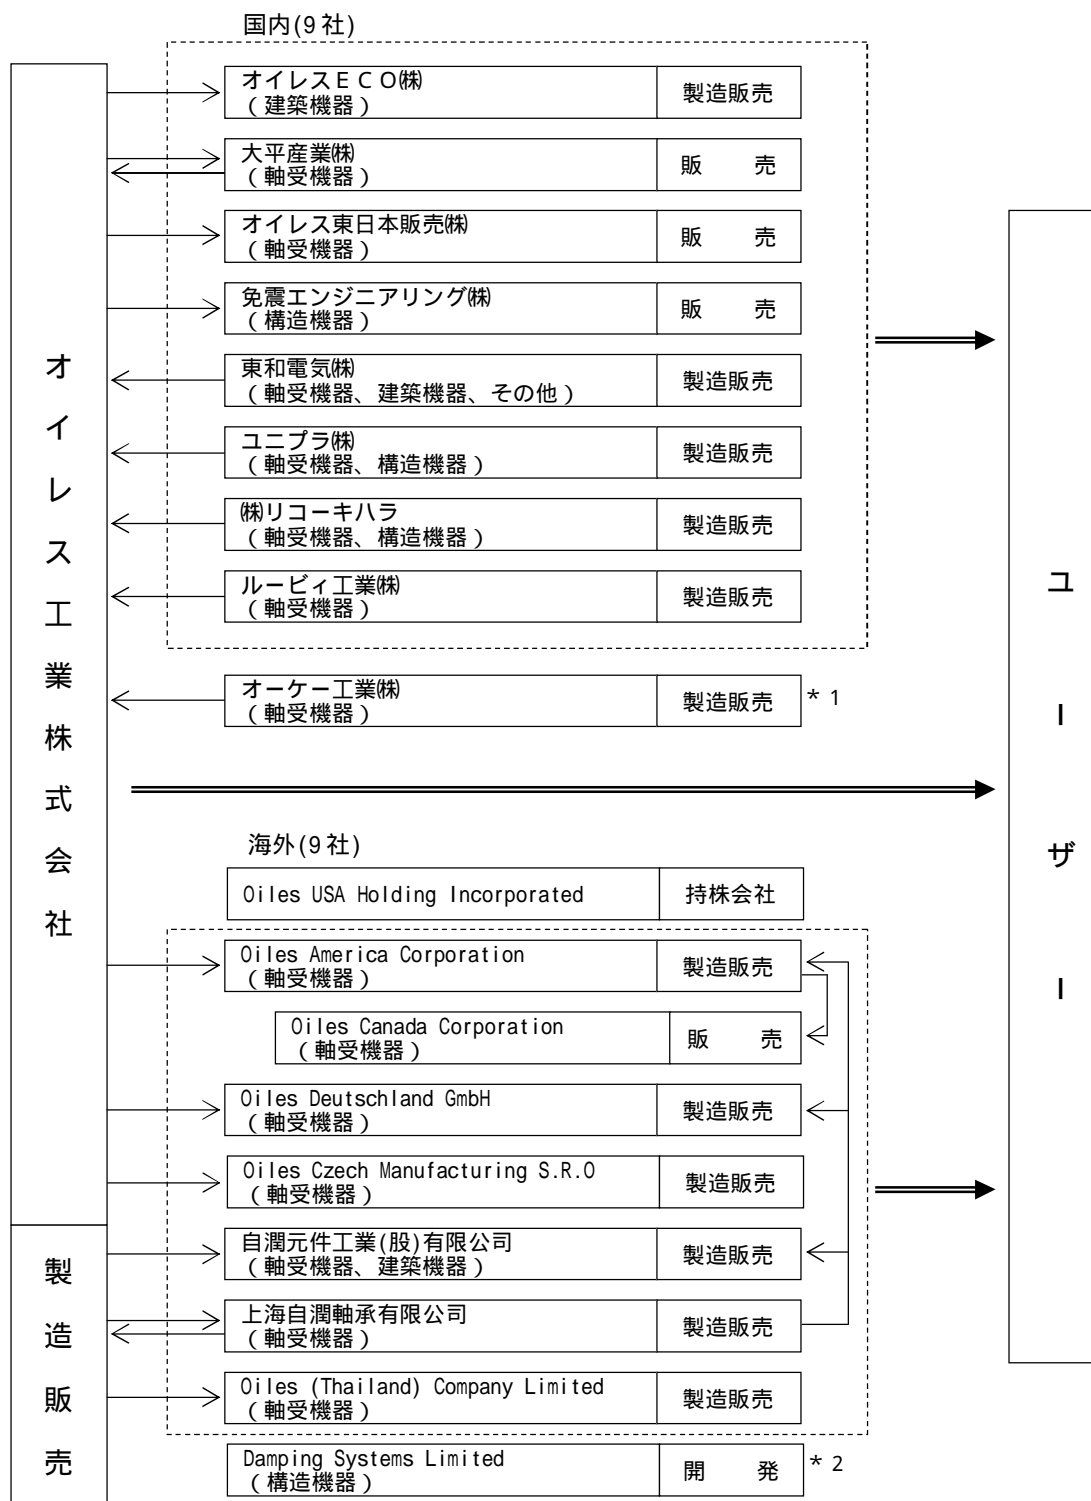 国内(9社)
オイレス工業株式会社
製造販売
オイレスECO㈱
(建築機器)
製造販売
大平産業㈱
(軸受機器)
販 売
オイレス東日本販売㈱
(軸受機器)
販 売
免震エンジニアリング㈱
(構造機器)
販 売
東和電気㈱
(軸受機器、建築機器、その他)
製造販売
ユニプラ㈱
(軸受機器、構造機器)
製造販売
㈱リコーキハラ
(軸受機器、構造機器)
製造販売
ルービィ工業㈱
(軸受機器)
製造販売
オーケー工業㈱
(軸受機器)
製造販売
*1
ユーザー
海外(9社)
Oiles USA Holding Incorporated
持株会社
Oiles America Corporation
(軸受機器)
製造販売
Oiles Canada Corporation
(軸受機器)
販 売
Oiles Deutschland GmbH
(軸受機器)
製造販売
Oiles Czech Manufacturing S.R.O
(軸受機器)
製造販売
自潤元件工業(股)有限公司
(軸受機器、建築機器)
製造販売
上海自潤軸承有限公司
(軸受機器)
製造販売
Oiles (Thailand) Company Limited
(軸受機器)
製造販売
Damping Systems Limited
(構造機器)
開 発
*2